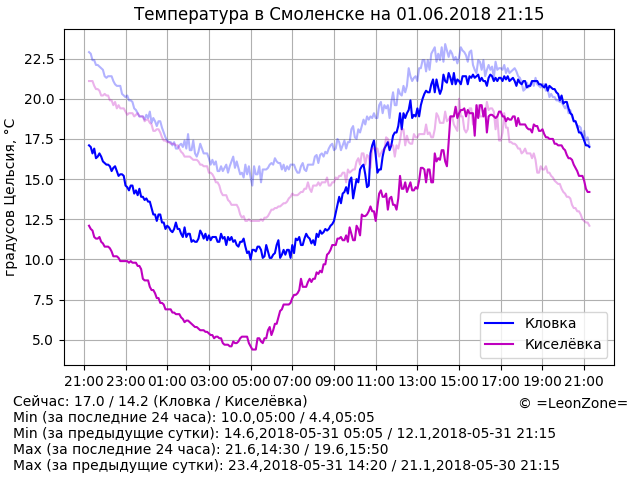 Температура в Смоленске на 01.06.2018 21:15
градусов Цельсия, °C
22.5
20.0
17.5
15.0
12.5
10.0
7.5
5.0
Кловка
Киселёвка
21:00 23:00 01:00 03:00 05:00 07:00 09:00 11:00 13:00 15:00 17:00 19:00 21:00
Сейчас: 17.0 / 14.2 (Кловка / Киселёвка)
© =LeonZone=
Min (за последние 24 часа): 10.0,05:00 / 4.4,05:05
Min (за предыдущие сутки): 14.6,2018-05-31 05:05 / 12.1,2018-05-31 21:15
Max (за последние 24 часа): 21.6,14:30 / 19.6,15:50
Max (за предыдущие сутки): 23.4,2018-05-31 14:20 / 21.1,2018-05-30 21:15